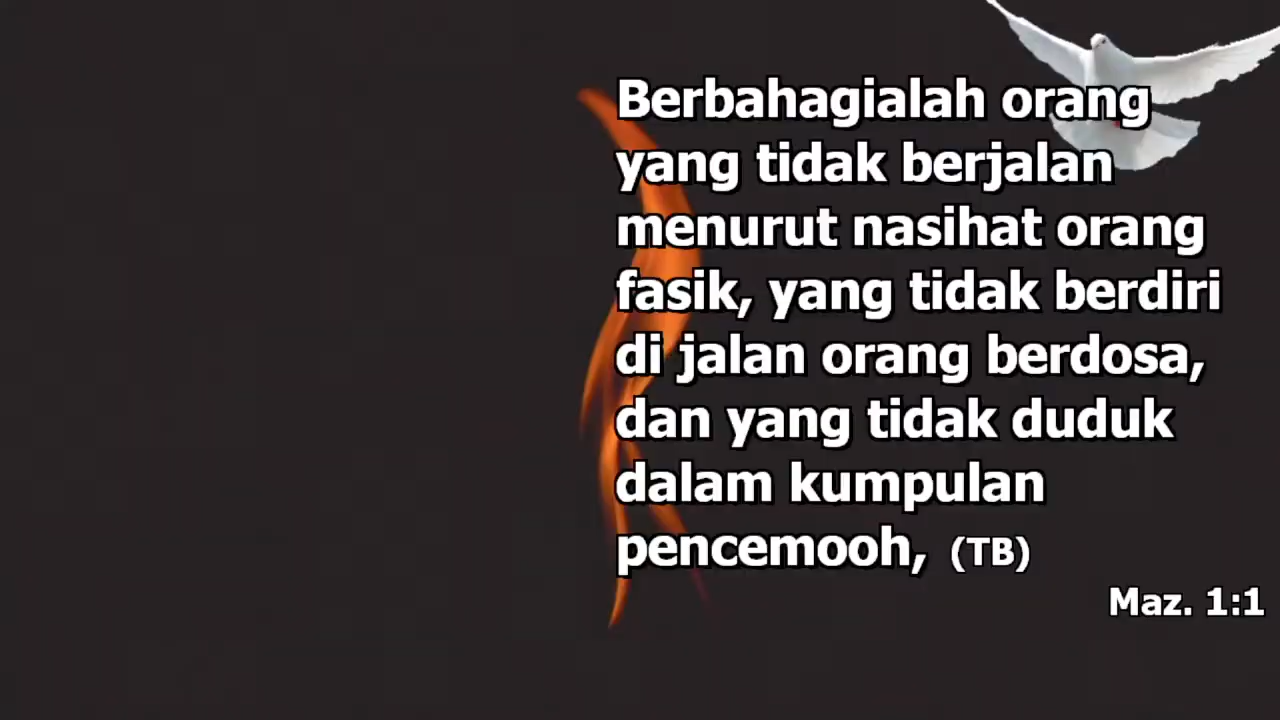 Berbahagialah orang
yang tidak berjalan
menurut nasihat orang
fasik, yang tidak berdiri
di jalan orang berdosa,
dan yang tidak duduk
dalam kumpulan
pencemooh, (TB)
Maz. 1:1